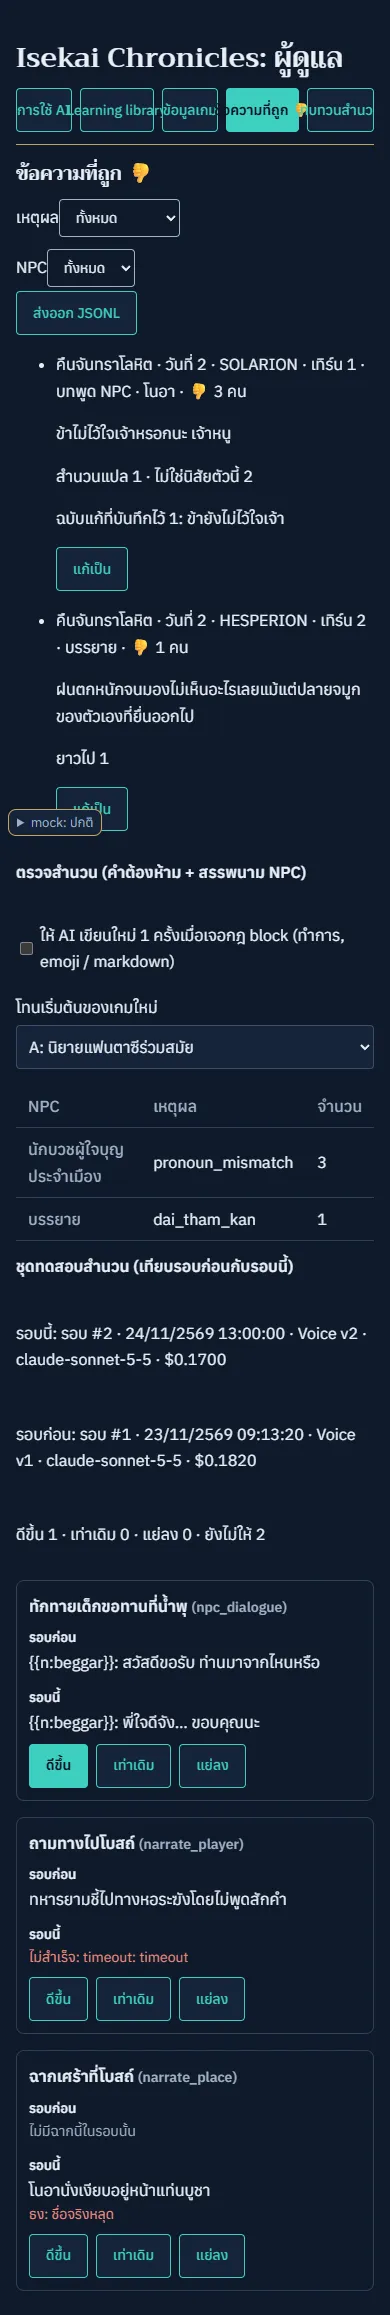 Isekai Chronicles: ผู้ดูแล
การใช้ AI
Learning library
ข้อมูลเกม
ข้อความที่ถูก 👎
ทบทวนสำนวน
ข้อความที่ถูก 👎
เหตุผล ทั้งหมด
NPC ทั้งหมด
ส่งออก JSONL
คืนจันทราโลหิต · วันที่ 2 · SOLARION · เทิร์น 1 ·
บทพูด NPC · โนอา · 👎 3 คน
ข้าไม่ไว้ใจเจ้าหรอกนะ เจ้าหนู
สำนวนแปล 1 · ไม่ใช่นิสัยตัวนี้ 2
ฉบับแก้ที่บันทึกไว้ 1: ข้ายังไม่ไว้ใจเจ้า
แก้เป็น
คืนจันทราโลหิต · วันที่ 2 · HESPERION · เทิร์น 2
· บรรยาย · 👎 1 คน
ฝนตกหนักจนมองไม่เห็นอะไรเลยแม้แต่ปลายจมูก
ของตัวเองที่ยื่นออกไป
ยาวไป 1
แก้เป็น
▶ mock: ปกติ
ตรวจสำนวน (คำต้องห้าม + สรรพนาม NPC)
ให้ AI เขียนใหม่ 1 ครั้งเมื่อเจอกฎ block (ทำการ,
emoji / markdown)
โทนเริ่มต้นของเกมใหม่
A: นิยายแฟนตาซีร่วมสมัย
NPC เหตุผล จำนวน
นักบวชผู้ใจบุญ
ประจำเมือง pronoun_mismatch 3
บรรยาย dai_tham_kan 1
ชุดทดสอบสำนวน (เทียบรอบก่อนกับรอบนี้)
รอบนี้: รอบ #2 · 24/11/2569 13:00:00 · Voice v2 ·
claude-sonnet-5-5 · $0.1700
รอบก่อน: รอบ #1 · 23/11/2569 09:13:20 · Voice
v1 · claude-sonnet-5-5 · $0.1820
ดีขึ้น 1 · เท่าเดิม 0 · แย่ลง 0 · ยังไม่ให้ 2
ทักทายเด็กขอทานที่น้ำพุ (npc_dialogue)
รอบก่อน
{{n:beggar}}: สวัสดีขอรับ ท่านมาจากไหนหรือ
รอบนี้
{{n:beggar}}: พี่ใจดีจัง... ขอบคุณนะ
ดีขึ้น เท่าเดิม แย่ลง
ถามทางไปโบสถ์ (narrate_player)
รอบก่อน
ทหารยามชี้ไปทางหอระฆังโดยไม่พูดสักคำ
รอบนี้
ไม่สำเร็จ: timeout: timeout
ดีขึ้น เท่าเดิม แย่ลง
ฉากเศร้าที่โบสถ์ (narrate_place)
รอบก่อน
ไม่มีฉากนี้ในรอบนั้น
รอบนี้
โนอานั่งเงียบอยู่หน้าแท่นบูชา
ธง: ชื่อจริงหลุด
ดีขึ้น เท่าเดิม แย่ลง